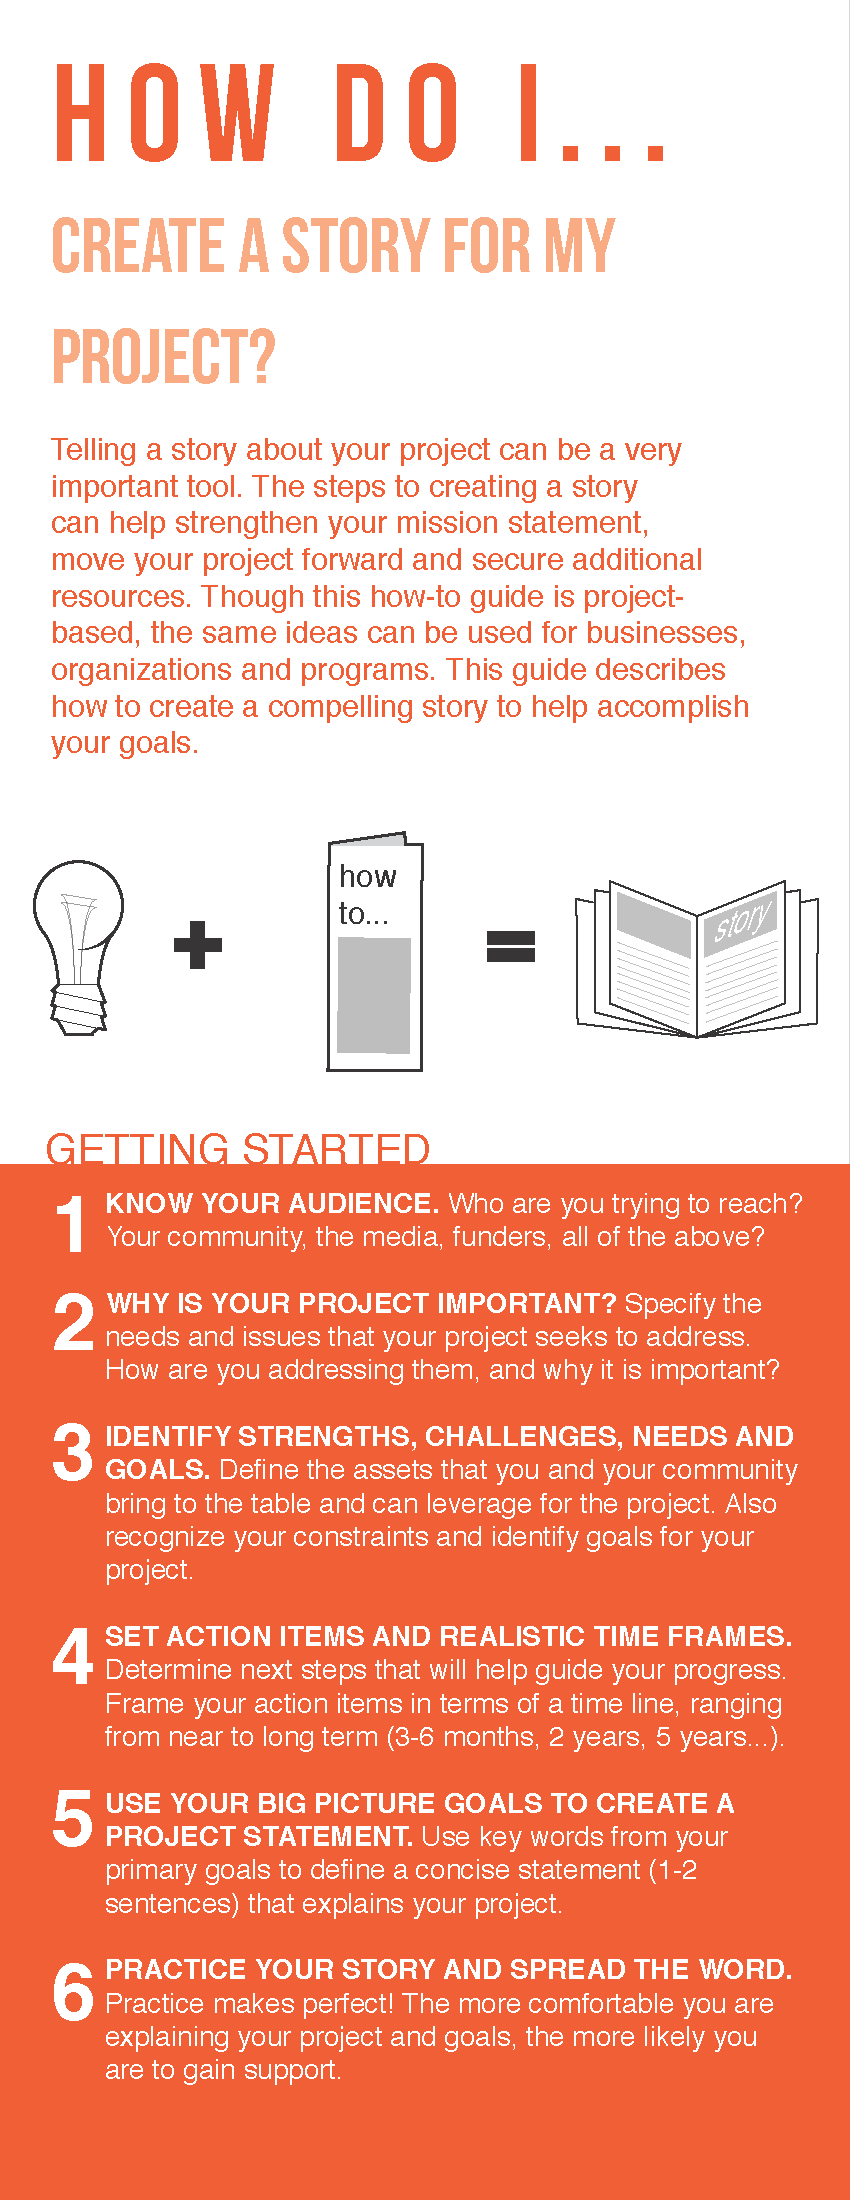 HOW DO I...
CREATE A STORY FOR MY
PROJECT?
Telling a story about your project can be a very
important tool. The steps to creating a story
can help strengthen your mission statement,
move your project forward and secure additional
resources. Though this how-to guide is project-
based, the same ideas can be used for businesses,
organizations and programs. This guide describes
how to create a compelling story to help accomplish
your goals.
how
to...
story
GETTING STARTED
1 KNOW YOUR AUDIENCE. Who are you trying to reach?
Your community, the media, funders, all of the above?
2 WHY IS YOUR PROJECT IMPORTANT? Specify the
needs and issues that your project seeks to address.
How are you addressing them, and why it is important?
3 IDENTIFY STRENGTHS, CHALLENGES, NEEDS AND
GOALS. Define the assets that you and your community
bring to the table and can leverage for the project. Also
recognize your constraints and identify goals for your
project.
4 SET ACTION ITEMS AND REALISTIC TIME FRAMES.
Determine next steps that will help guide your progress.
Frame your action items in terms of a time line, ranging
from near to long term (3-6 months, 2 years, 5 years...).
5 USE YOUR BIG PICTURE GOALS TO CREATE A
PROJECT STATEMENT. Use key words from your
primary goals to define a concise statement (1-2
sentences) that explains your project.
6 PRACTICE YOUR STORY AND SPREAD THE WORD.
Practice makes perfect! The more comfortable you are
explaining your project and goals, the more likely you
are to gain support.